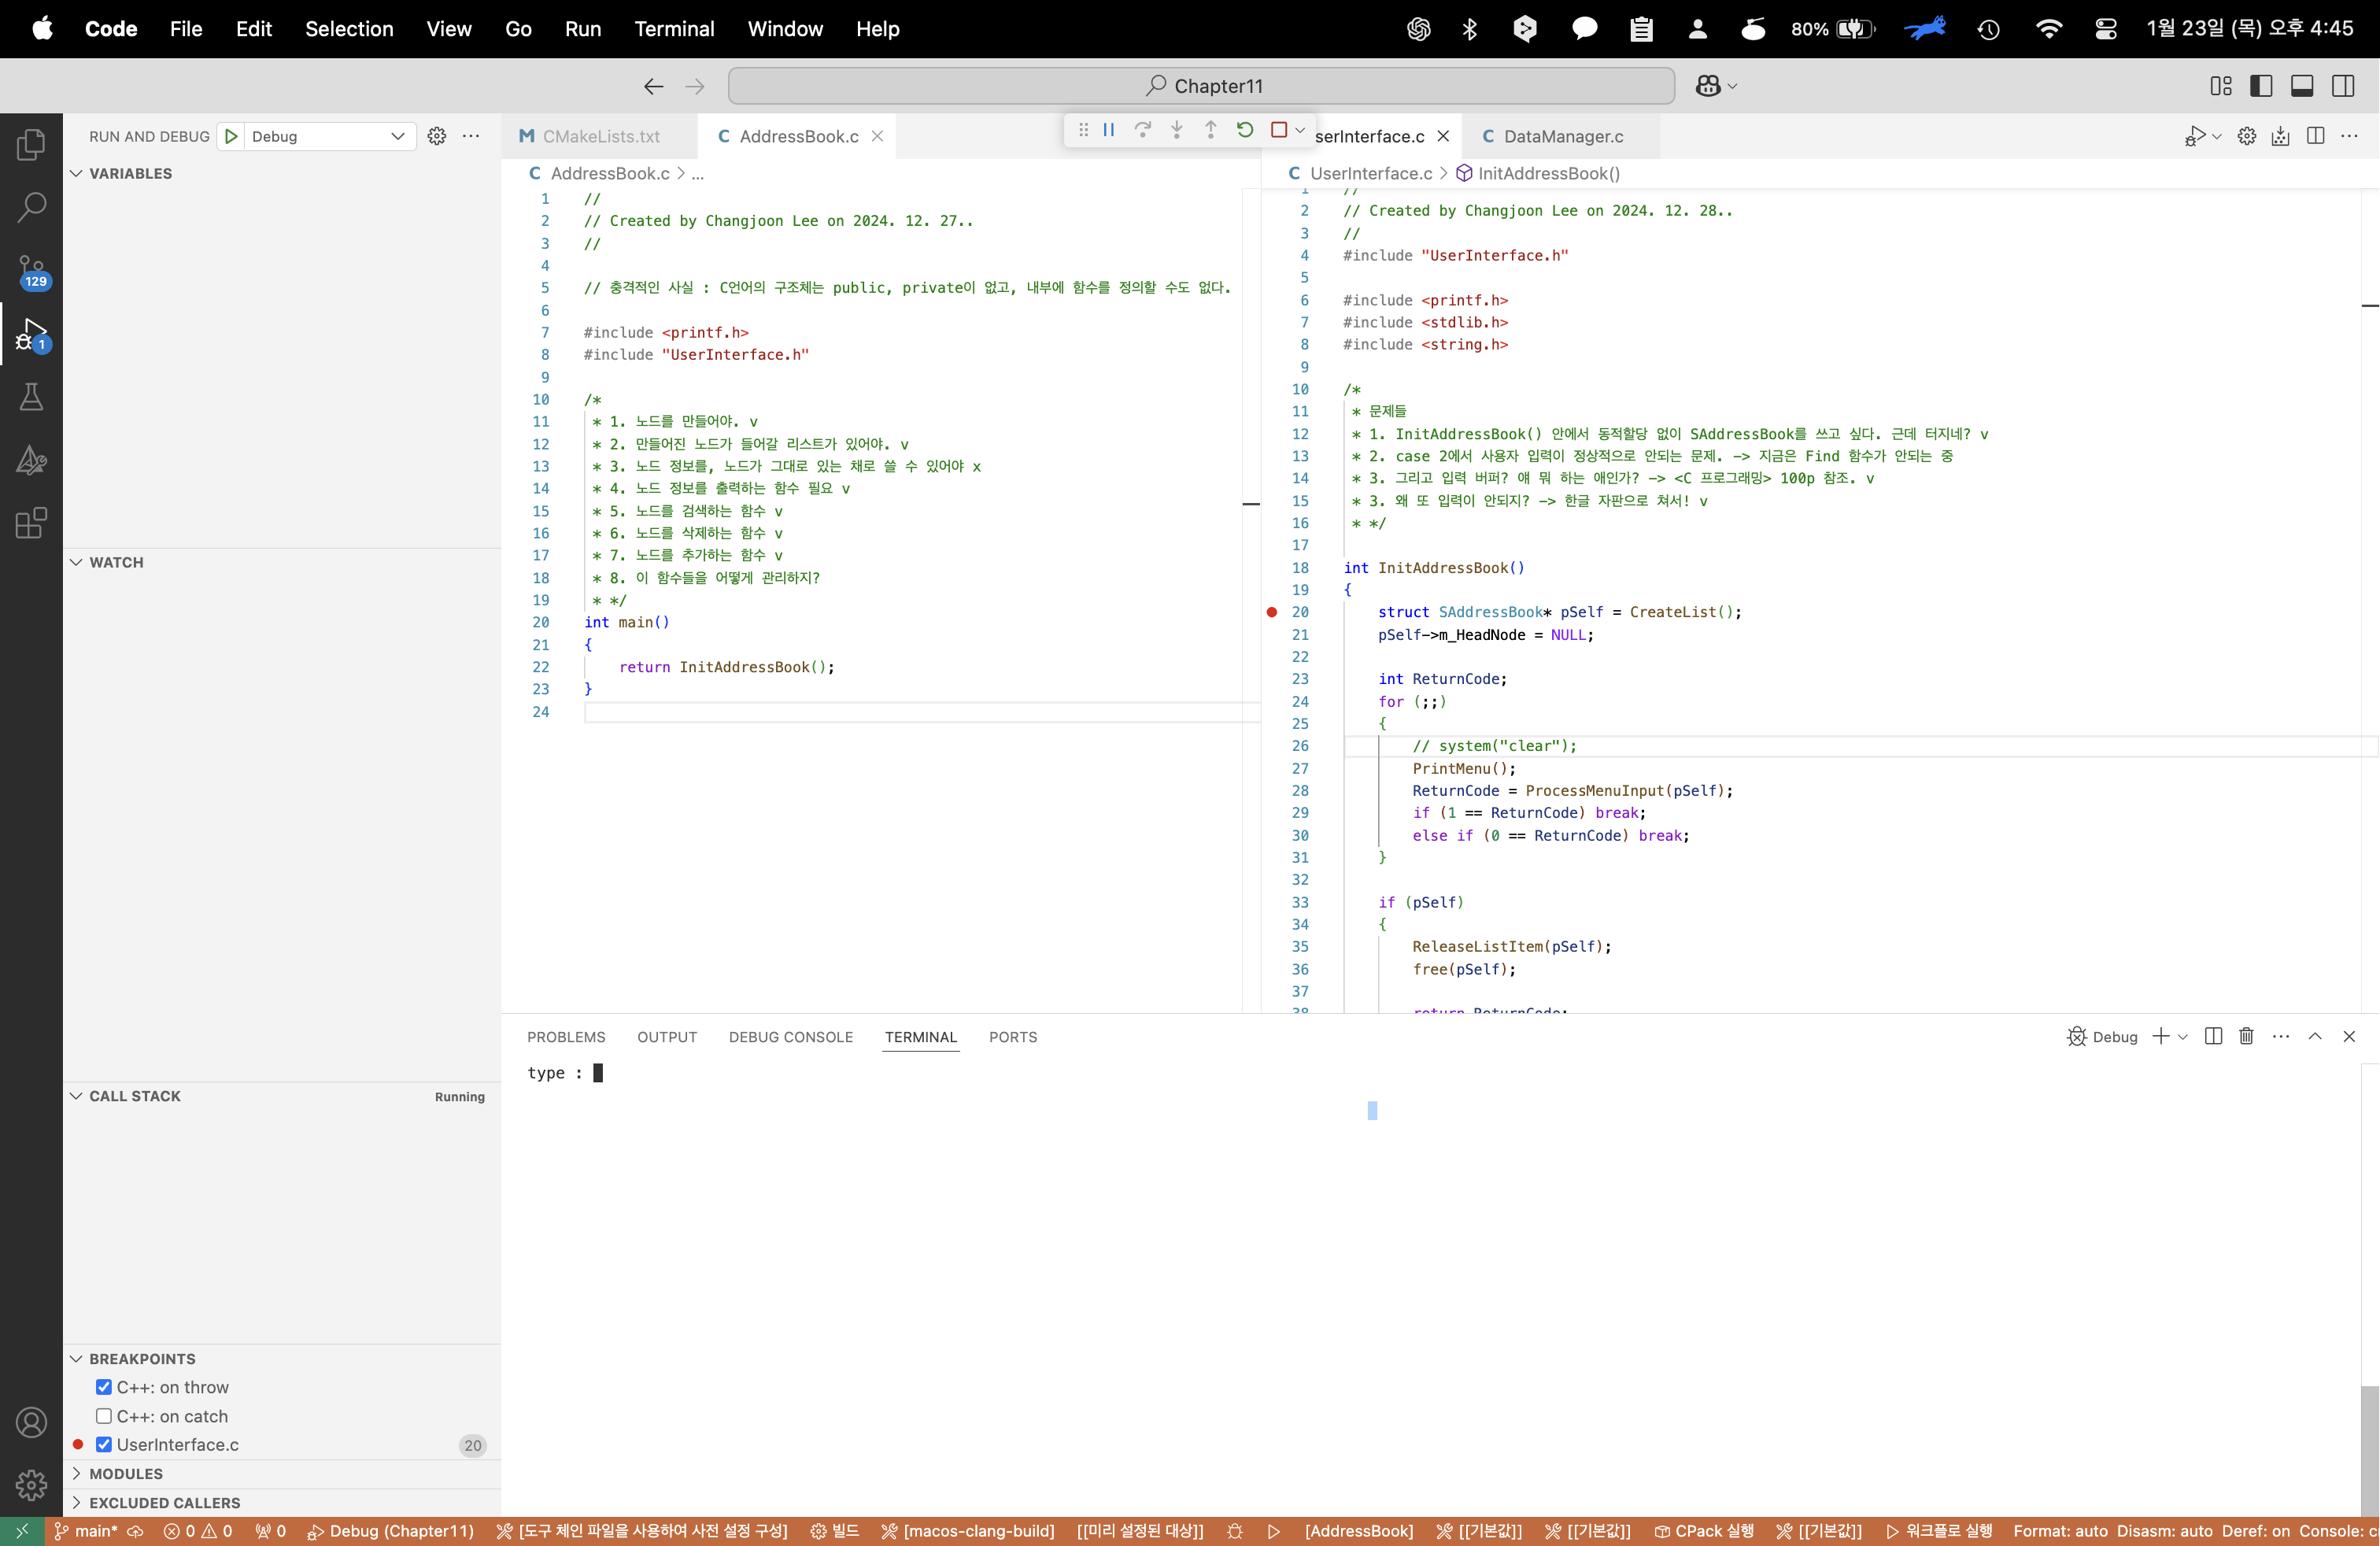 Code File Edit Selection View Go Run Terminal Window Help 80% 1월 23일 (목) 오후 4:45
Chapter11
RUN AND DEBUG Debug
VARIABLES
WATCH
CALL STACK Running
BREAKPOINTS
C++: on throw
C++: on catch
UserInterface.c 20
MODULES
EXCLUDED CALLERS
129
1
CMakeLists.txt AddressBook.c
AddressBook.c > ...
1 //
2 // Created by Changjoon Lee on 2024. 12. 27..
3 //
4
5 // 충격적인 사실 : C언어의 구조체는 public, private이 없고, 내부에 함수를 정의할 수도 없다.
6
7 #include <printf.h>
8 #include "UserInterface.h"
9
10 /*
11 * 1. 노드를 만들어야. v
12 * 2. 만들어진 노드가 들어갈 리스트가 있어야. v
13 * 3. 노드 정보를, 노드가 그대로 있는 채로 쓸 수 있어야 x
14 * 4. 노드 정보를 출력하는 함수 필요 v
15 * 5. 노드를 검색하는 함수 v
16 * 6. 노드를 삭제하는 함수 v
17 * 7. 노드를 추가하는 함수 v
18 * 8. 이 함수들을 어떻게 관리하지?
19 * */
20 int main()
21 {
22 return InitAddressBook();
23 }
24
serInterface.c DataManager.c
UserInterface.c > InitAddressBook()
1 //
2 // Created by Changjoon Lee on 2024. 12. 28..
3 //
4 #include "UserInterface.h"
5
6 #include <printf.h>
7 #include <stdlib.h>
8 #include <string.h>
9
10 /*
11 * 문제들
12 * 1. InitAddressBook() 안에서 동적할당 없이 SAddressBook를 쓰고 싶다. 근데 터지네? v
13 * 2. case 2에서 사용자 입력이 정상적으로 안되는 문제. -> 지금은 Find 함수가 안되는 중
14 * 3. 그리고 입력 버퍼? 얘 뭐 하는 애인가? -> <C 프로그래밍> 100p 참조. v
15 * 3. 왜 또 입력이 안되지? -> 한글 자판으로 쳐서! v
16 * */
17
18 int InitAddressBook()
19 {
20 struct SAddressBook* pSelf = CreateList();
21 pSelf->m_HeadNode = NULL;
22
23 int ReturnCode;
24 for (;;)
25 {
26 // system("clear");
27 PrintMenu();
28 ReturnCode = ProcessMenuInput(pSelf);
29 if (1 == ReturnCode) break;
30 else if (0 == ReturnCode) break;
31 }
32
33 if (pSelf)
34 {
35 ReleaseListItem(pSelf);
36 free(pSelf);
37
38 return ReturnCode;
PROBLEMS OUTPUT DEBUG CONSOLE TERMINAL PORTS Debug
type :
main* 0 0 0 Debug (Chapter11) [도구 체인 파일을 사용하여 사전 설정 구성] 빌드 [macos-clang-build] [[미리 설정된 대상]] [AddressBook] [[기본값]] [[기본값]] CPack 실행 [[기본값]] 워크플로 실행 Format: auto Disasm: auto Deref: on Console: c